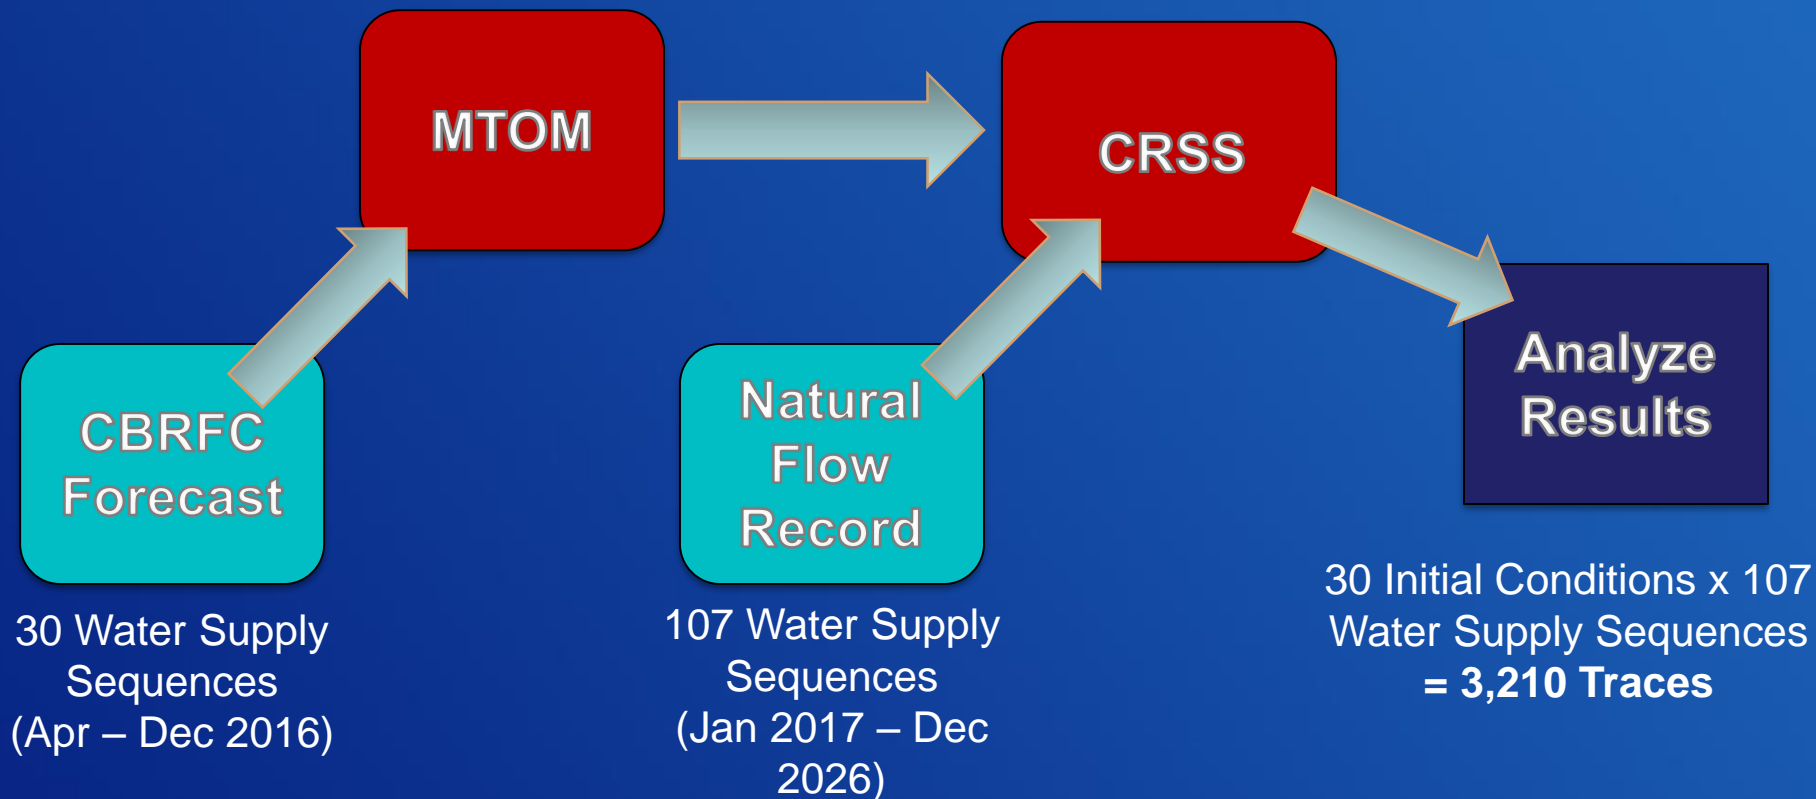 MTOM
CRSS
CBRFC
Forecast
Natural
Flow
Record
Analyze
Results
30 Water Supply
Sequences
(Apr – Dec 2016)
107 Water Supply
Sequences
(Jan 2017 – Dec
2026)
30 Initial Conditions x 107
Water Supply Sequences
= 3,210 Traces